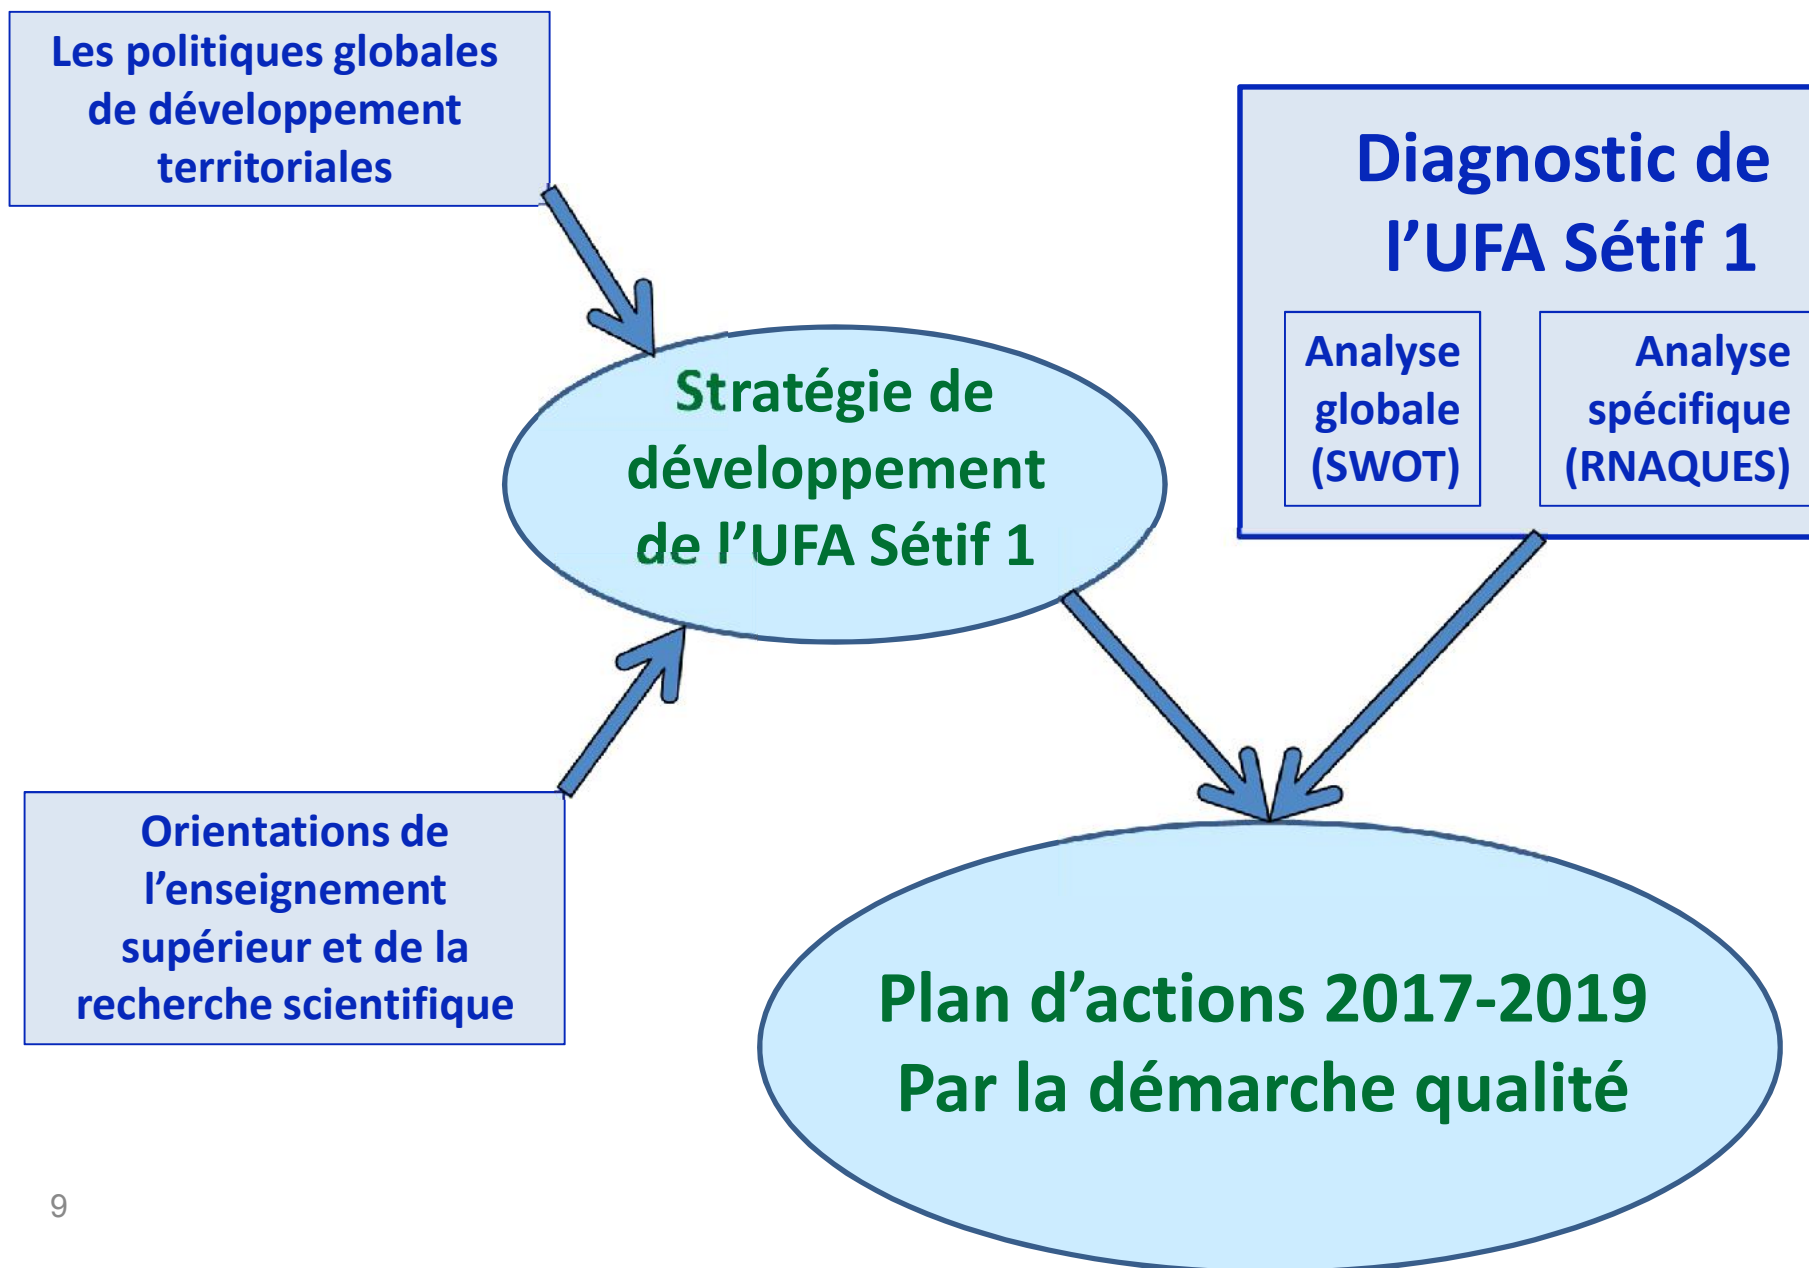 Les politiques globales
de développement
territoriales
Diagnostic de
l’UFA Sétif 1
Analyse
globale
(SWOT)
Analyse
spécifique
(RNAQUES)
Stratégie de
développement
de l’UFA Sétif 1
Orientations de
l’enseignement
supérieur et de la
recherche scientifique
Plan d’actions 2017-2019
Par la démarche qualité
9